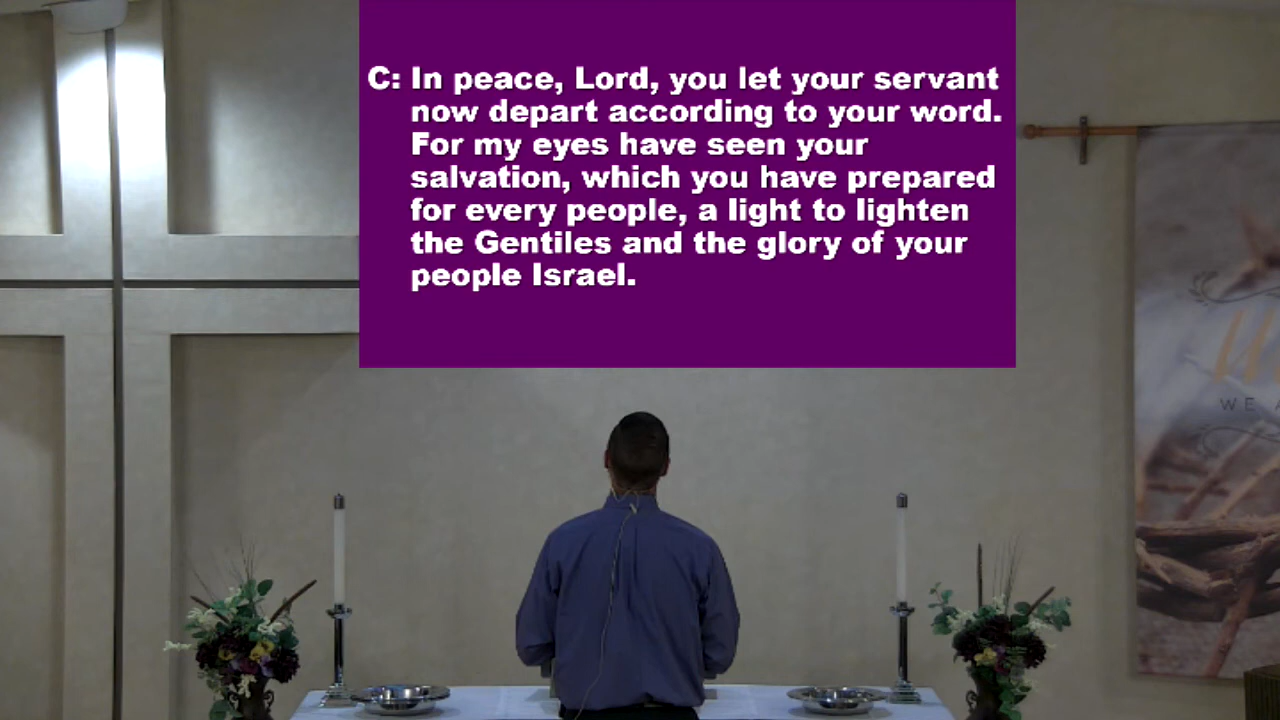 C: In peace, Lord, you let your servant
now depart according to your word.
For my eyes have seen your
salvation, which you have prepared
for every people, a light to lighten
the Gentiles and the glory of your
people Israel.
WE